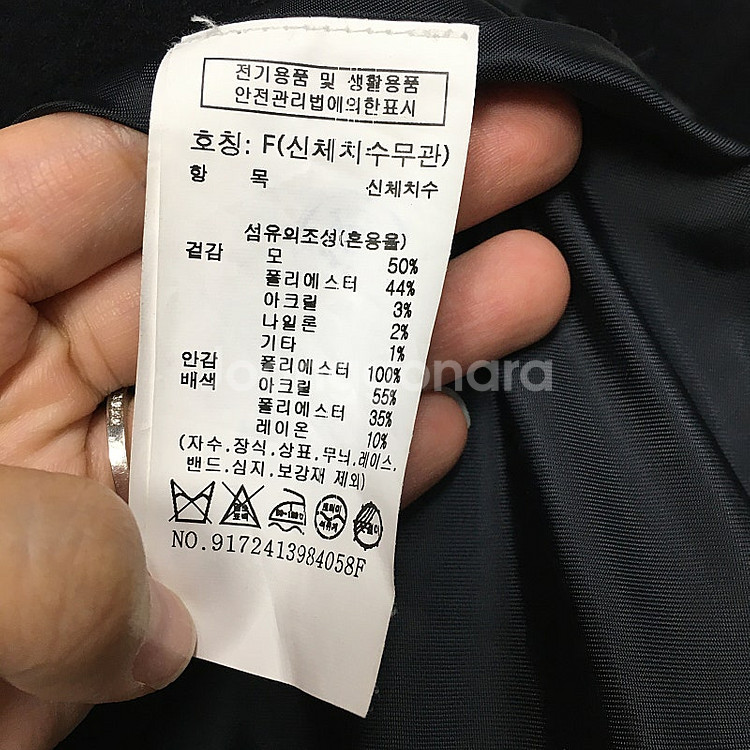 전기용품 및 생활용품
안전관리법에의한표시
호칭: F(신체치수무관)
항 목 신체치수
섬유의조성(혼용율)
겉감 모 50%
폴리에스터 44%
아크릴 3%
나일론 2%
기타 1%
안감 폴리에스터 100%
배색 아크릴 55%
폴리에스터 35%
레이온 10%
(자수.장식.상표.무늬.레이스.
밴드.심지.보강재 제외)
NO.9172413984058F